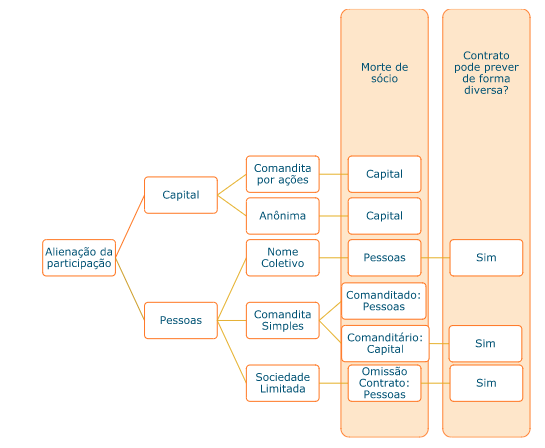 Morte de
sócio
Contrato
pode prever
de forma
diversa?
Comandita
por ações
Capital
Capital
Anônima
Capital
Alienação da
participação
Nome
Coletivo
Pessoas
Sim
Pessoas
Comandita
Simples
Comanditado:
Pessoas
Comanditário:
Capital
Sim
Sociedade
Limitada
Omissão
Contrato:
Pessoas
Sim